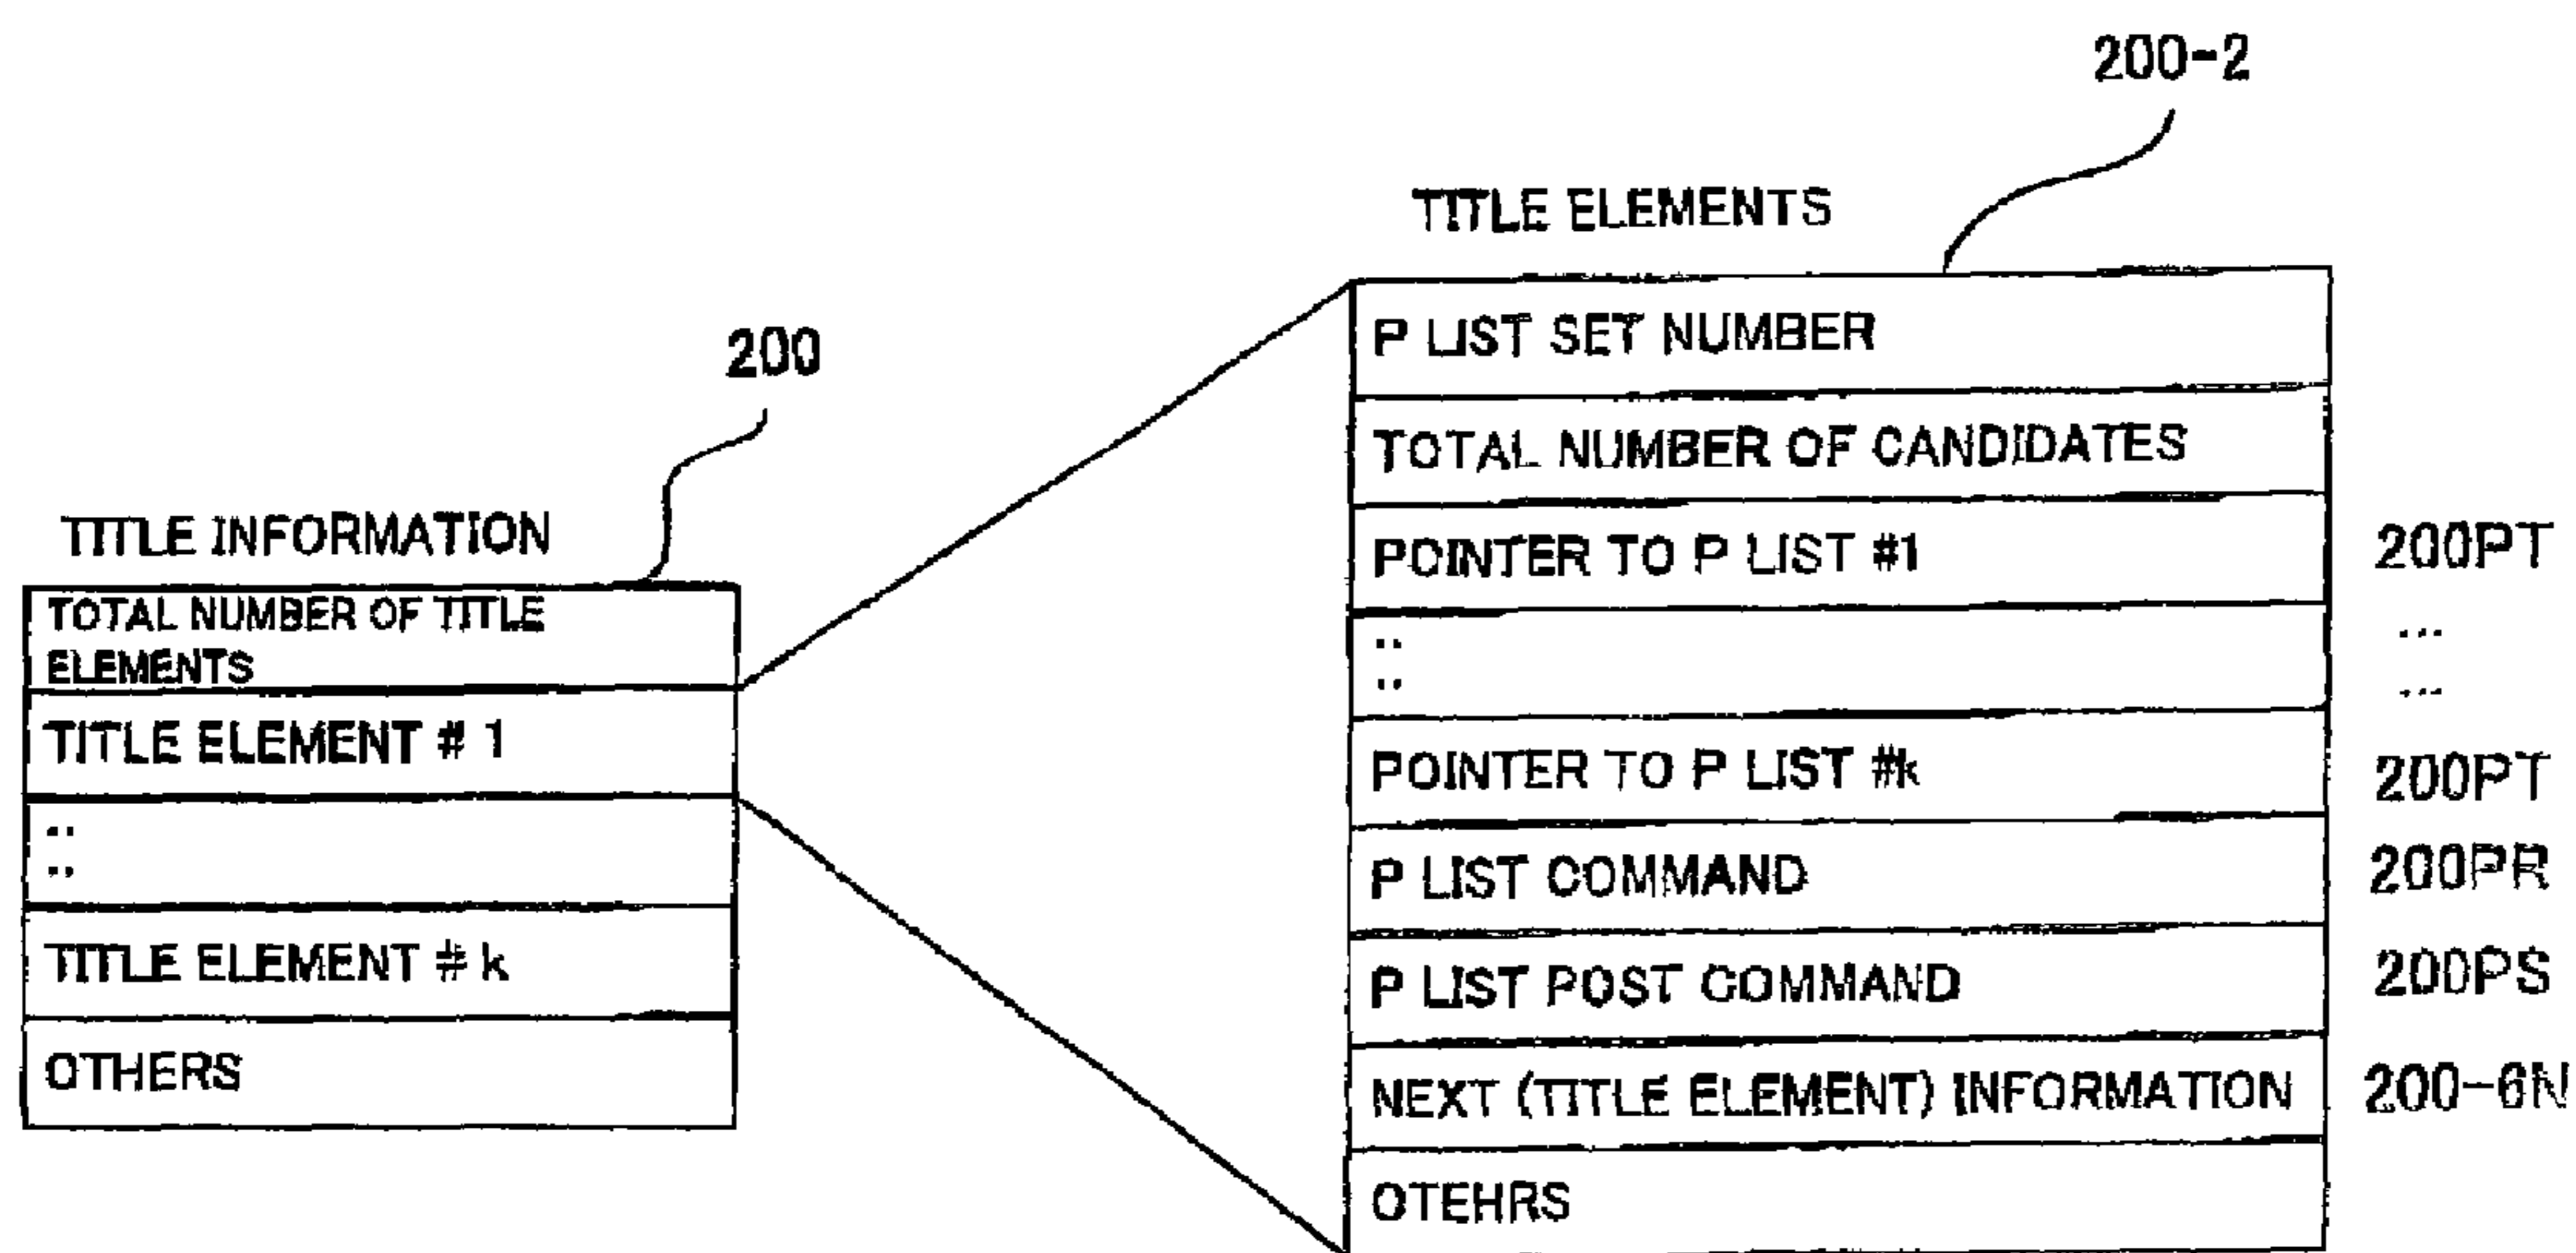 200-2
TITLE ELEMENTS
200
TITLE INFORMATION
TOTAL NUMBER OF TITLE
ELEMENTS
TITLE ELEMENT # 1
..
..
TITLE ELEMENT # k
OTHERS
P LIST SET NUMBER
TOTAL NUMBER OF CANDIDATES
POINTER TO P LIST #1 200PT
.. ...
.. ...
POINTER TO P LIST #k 200PT
P LIST COMMAND 200PR
P LIST POST COMMAND 200PS
NEXT (TITLE ELEMENT) INFORMATION 200-6N
OTEHRS